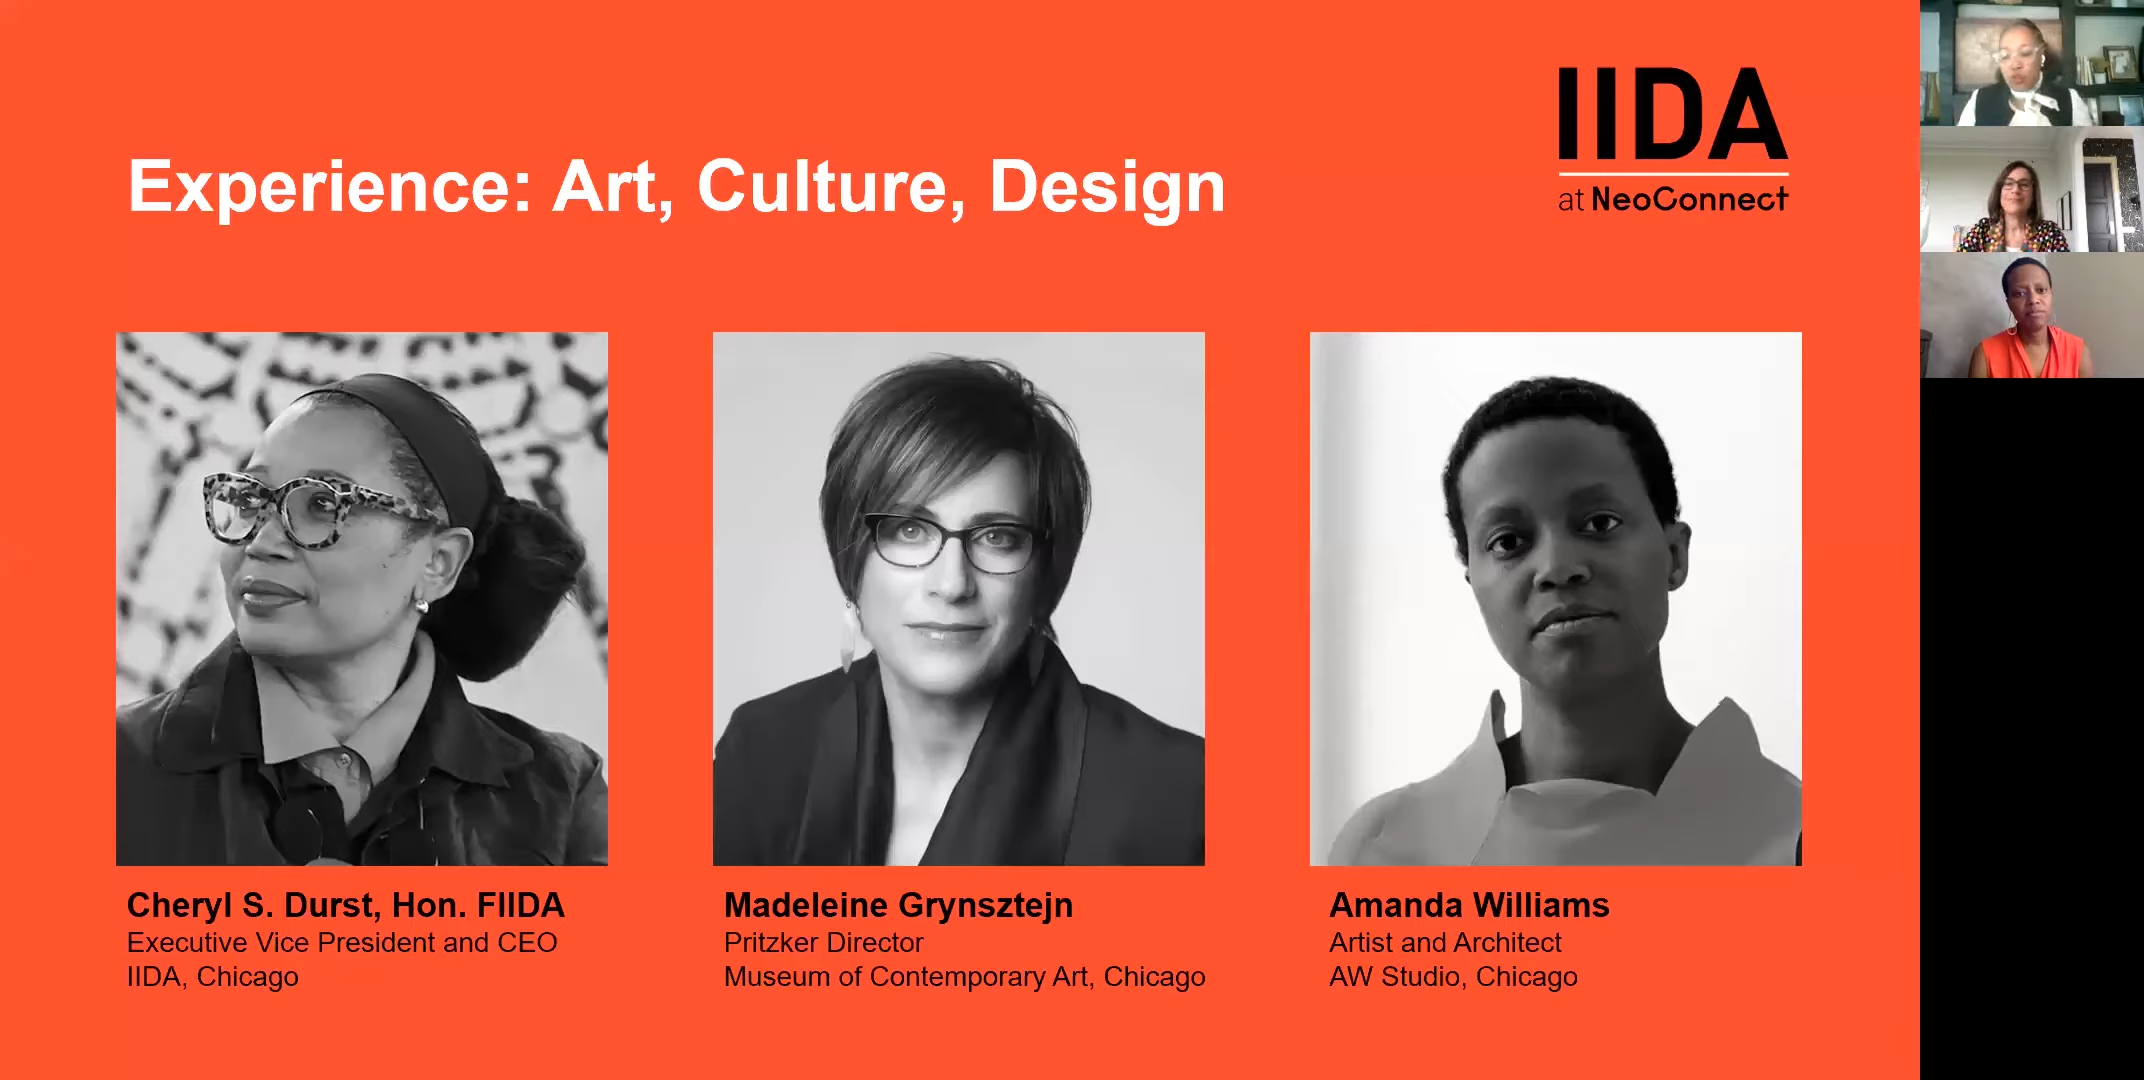 Experience: Art, Culture, Design
IIDA
at NeoConnect
Cheryl S. Durst, Hon. FIIDA
Executive Vice President and CEO
IIDA, Chicago
Madeleine Grynsztejn
Pritzker Director
Museum of Contemporary Art, Chicago
Amanda Williams
Artist and Architect
AW Studio, Chicago